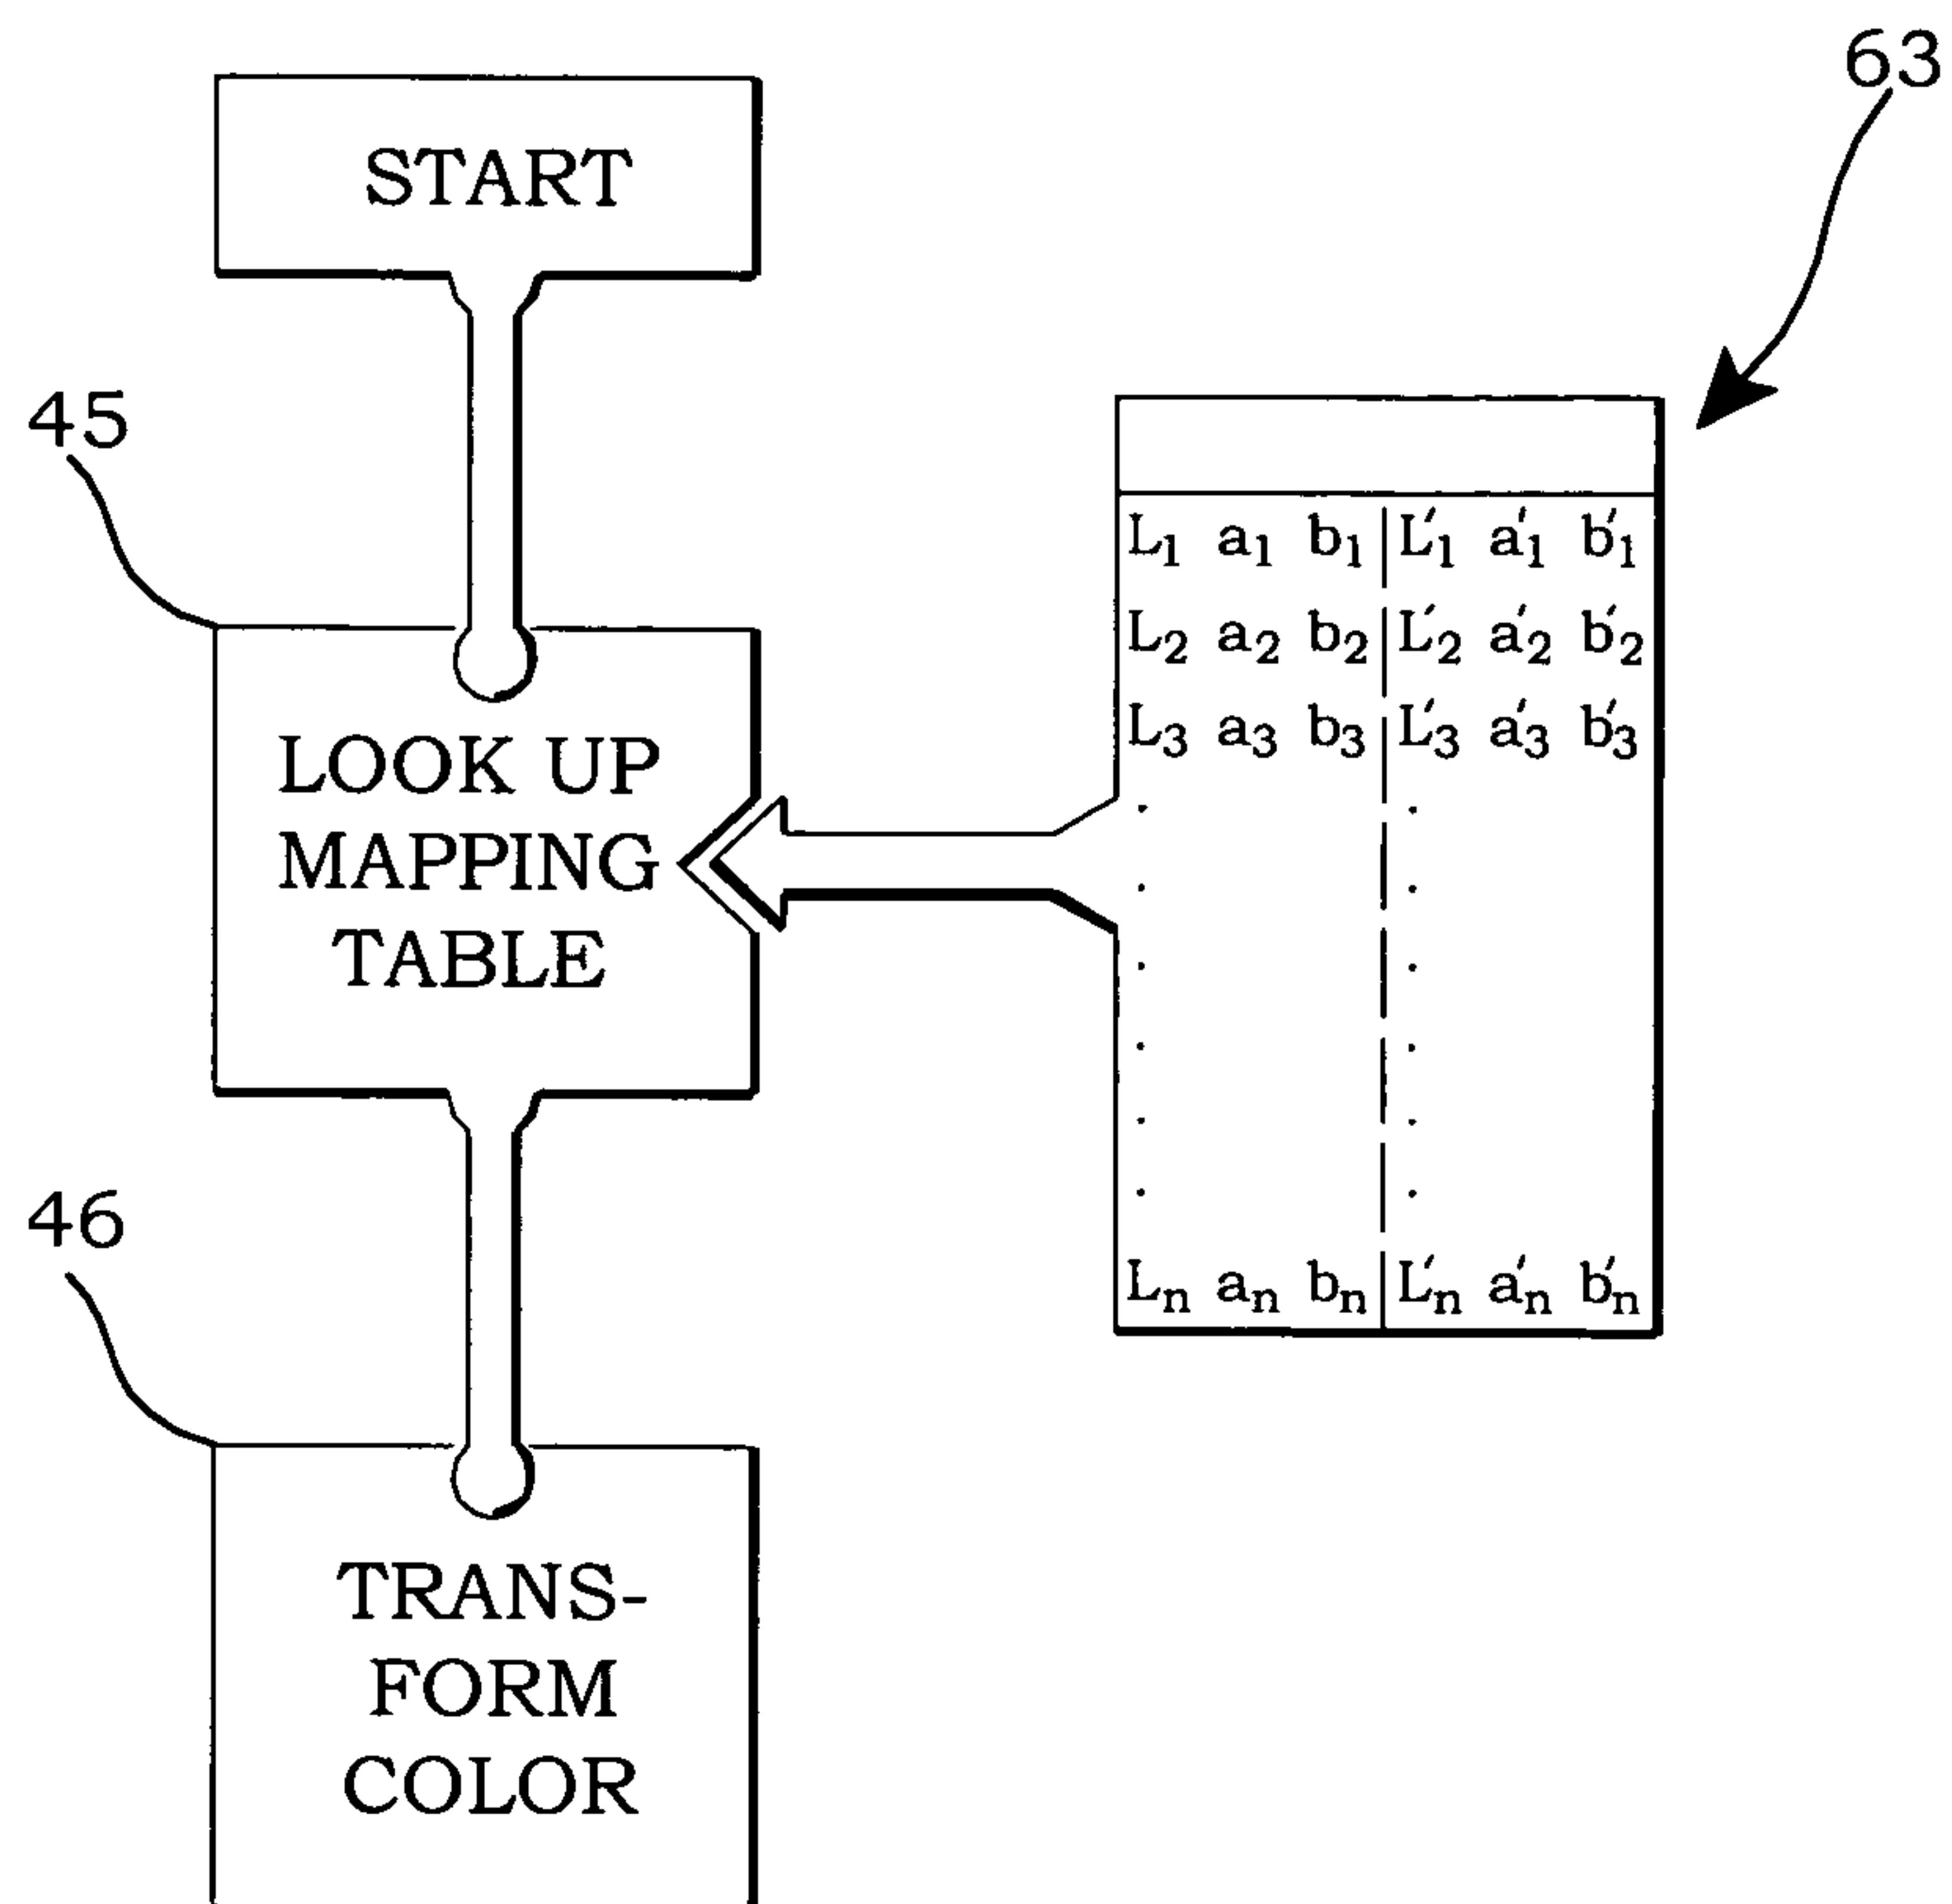 63
START
45
LOOK UP
MAPPING
TABLE
L₁ a₁ b₁ L′₁ a′₁ b′₁
L₂ a₂ b₂ L′₂ a′₂ b′₂
L₃ a₃ b₃ L′₃ a′₃ b′₃
. .
. .
. .
. .
. .
. .
Lₙ aₙ bₙ L′ₙ a′ₙ b′ₙ
46
TRANS-
FORM
COLOR